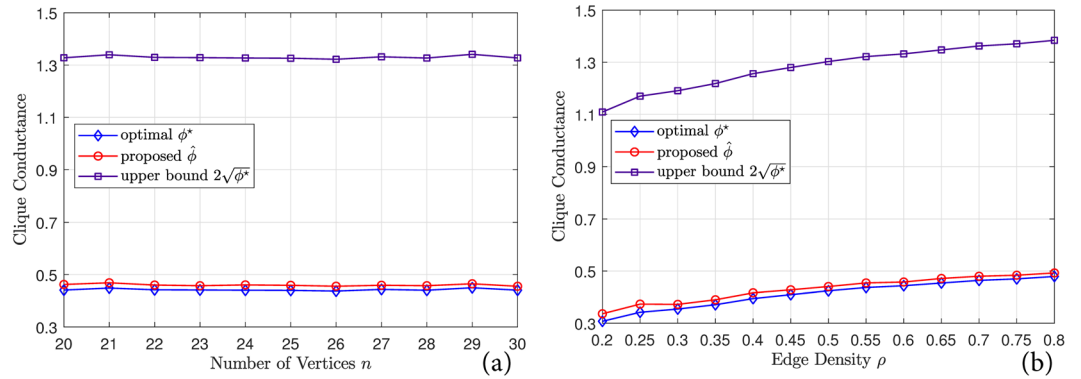 1.5
1.3
1.1
0.9
0.7
0.5
0.3
Clique Conductance
optimal ϕ⋆
proposed ϕ̂
upper bound 2√ϕ⋆
20 21 22 23 24 25 26 27 28 29 30
Number of Vertices n
(a)
1.5
1.3
1.1
0.9
0.7
0.5
0.3
Clique Conductance
optimal ϕ⋆
proposed ϕ̂
upper bound 2√ϕ⋆
0.2 0.25 0.3 0.35 0.4 0.45 0.5 0.55 0.6 0.65 0.7 0.75 0.8
Edge Density ρ
(b)